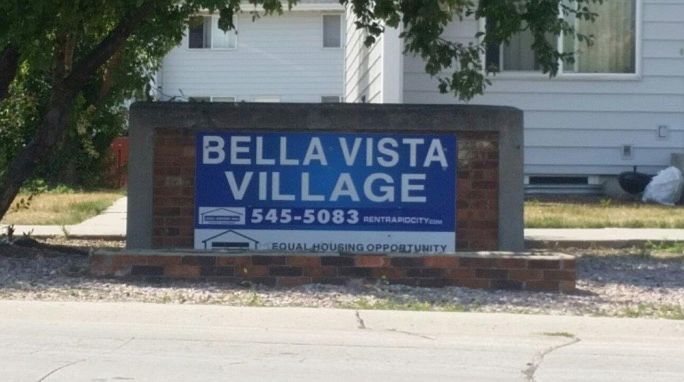 BELLA VISTA
VILLAGE
545-5083 RENTRAPIDCITY.COM
EQUAL HOUSING OPPORTUNITY